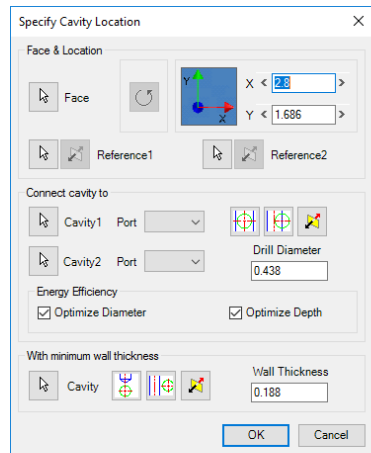 Specify Cavity Location
Face & Location
Face
Y
X
X < 2.8 >
Y < 1.686 >
Reference1
Reference2
Connect cavity to
Cavity1 Port
Cavity2 Port
Drill Diameter
0.438
Energy Efficiency
Optimize Diameter
Optimize Depth
With minimum wall thickness
Cavity
Wall Thickness
0.188
OK
Cancel